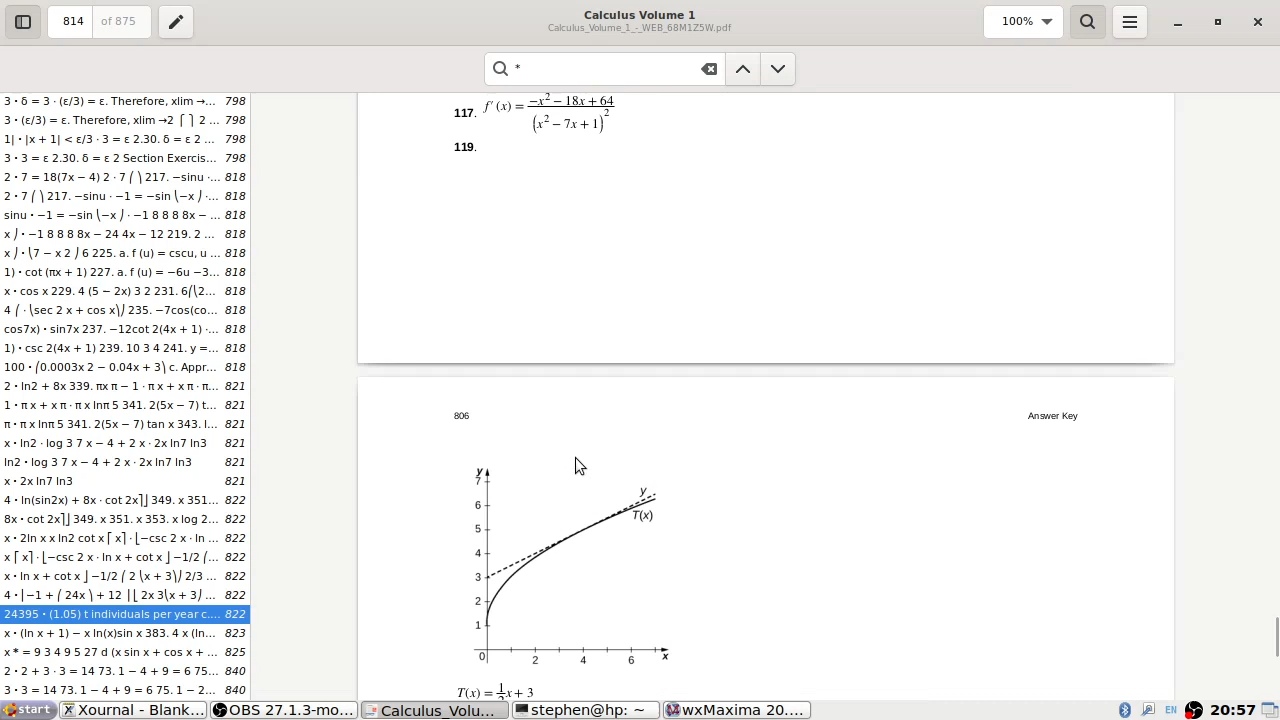 814
of 875
Calculus Volume 1
Calculus_Volume_1_-_WEB_68M1Z5W.pdf
100%
*
3 · δ = 3 · (ε/3) = ε. Therefore, xlim →... 798
3 · (ε/3) = ε. Therefore, xlim →2 ⎛ ⎞ 2 ... 798
1| · |x + 1| < ε/3 · 3 = ε 2.30. δ = ε 2 ... 798
3 · 3 = ε 2.30. δ = ε 2 Section Exercis... 798
2 · 7 = 18(7x − 4) 2 · 7 ⎛ ⎞ 217. −sinu ·... 818
2 · 7 ⎛ ⎞ 217. −sinu · −1 = −sin ⎝−x ⎠ ·... 818
sinu · −1 = −sin ⎝−x ⎠ · −1 8 8 8 8x − ... 818
x ⎠ · −1 8 8 8 8x − 24 4x − 12 219. 2 ... 818
x ⎠ · ⎝7 − x 2 ⎠ 6 225. a. f (u) = cscu, u ... 818
1) · cot (πx + 1) 227. a. f (u) = −6u −3... 818
x · cos x 229. 4 (5 − 2x) 3 2 231. 6⎛⎝2... 818
4 ⎛ · ⎝sec 2 x + cos x⎞⎠ 235. −7cos(co... 818
cos7x) · sin7x 237. −12cot 2(4x + 1) ·... 818
1) · csc 2(4x + 1) 239. 10 3 4 241. y =... 818
100 · ⎛0.0003x 2 − 0.04x + 3⎞ c. Appr... 818
2 · ln2 + 8x 339. πx π − 1 · π x + x π · π... 821
1 · π x + x π · π x lnπ 5 341. 2(5x − 7) t... 821
π · π x lnπ 5 341. 2(5x − 7) tan x 343. l... 821
x · ln2 · log 3 7 x − 4 + 2 x · 2x ln7 ln3 821
ln2 · log 3 7 x − 4 + 2 x · 2x ln7 ln3 821
x · 2x ln7 ln3 821
4 · ln(sin2x) + 8x · cot 2x⎤⎦ 349. x 351... 822
8x · cot 2x⎤⎦ 349. x 351. x 353. x log 2... 822
x · 2ln x x ln2 cot x ⎡ x⎤ · ⎣−csc 2 x · ln ... 822
x ⎡ x⎤ · ⎣−csc 2 x · ln x + cot x ⎦ −1/2 ⎛... 822
x · ln x + cot x ⎦ −1/2 ⎛ 2 ⎝x + 3⎞⎠ 2/3 ... 822
4 · ⎢−1 + ⎛ 24x ⎞ + 12 ⎥⎣ 2x 3⎝x + 3⎠ ... 822
24395 · (1.05) t individuals per year c.... 822
x · (ln x + 1) − x ln(x)sin x 383. 4 x (ln... 823
x * = 9 3 4 9 5 27 d (x sin x + cos x + ... 825
2 · 2 + 3 · 3 = 14 73. 1 − 4 + 9 = 6 75... 840
3 · 3 = 14 73. 1 − 4 + 9 = 6 75. 1 − 2... 840
117. f′(x) = −x² − 18x + 64 / (x² − 7x + 1)²
119.
806
Answer Key
y
7
6
5
4
3
2
1
0
2
4
6
x
y
T(x)
T(x) = ½x + 3
start
Xournal - Blank...
OBS 27.1.3-mo...
Calculus_Volu...
stephen@hp: ~
wxMaxima 20....
EN
20:57